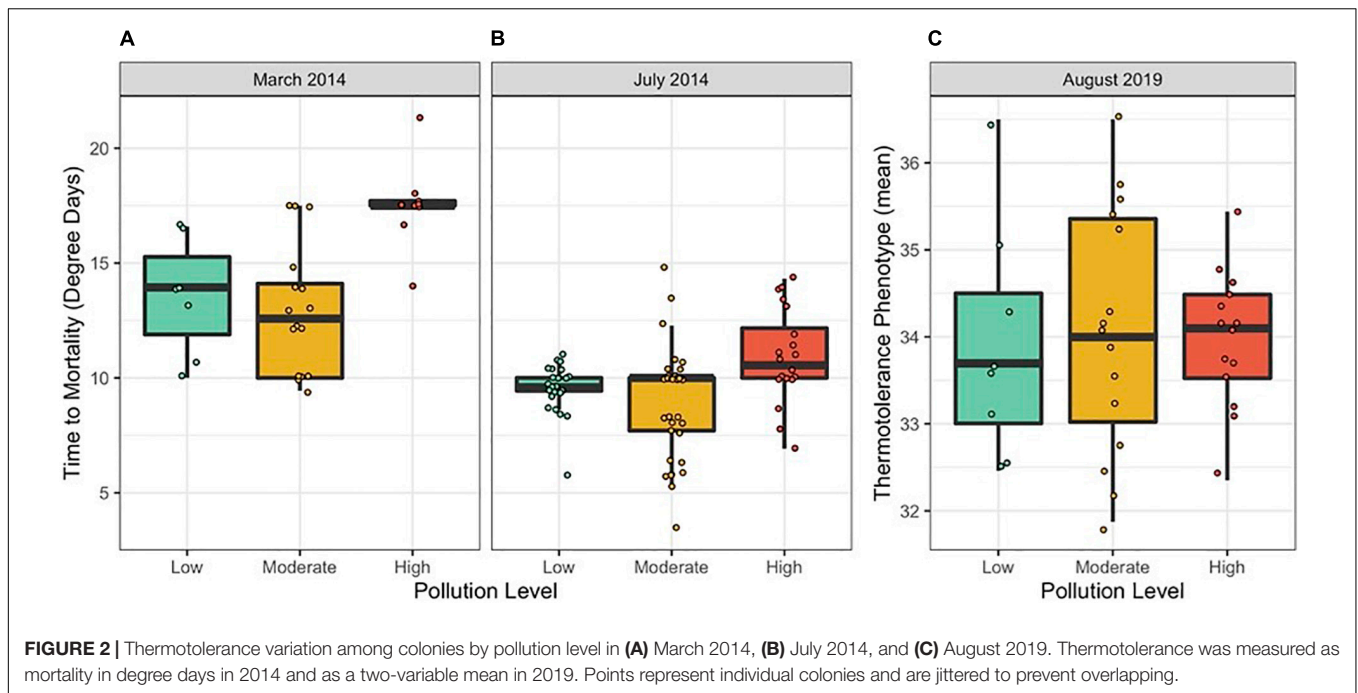 A
B
C
March 2014
July 2014
August 2019
Time to Mortality (Degree Days)
20
15
10
5
Thermotolerance Phenotype (mean)
36
35
34
33
32
Low Moderate High
Low Moderate High
Low Moderate High
Pollution Level
Pollution Level
FIGURE 2 | Thermotolerance variation among colonies by pollution level in (A) March 2014, (B) July 2014, and (C) August 2019. Thermotolerance was measured as
mortality in degree days in 2014 and as a two-variable mean in 2019. Points represent individual colonies and are jittered to prevent overlapping.